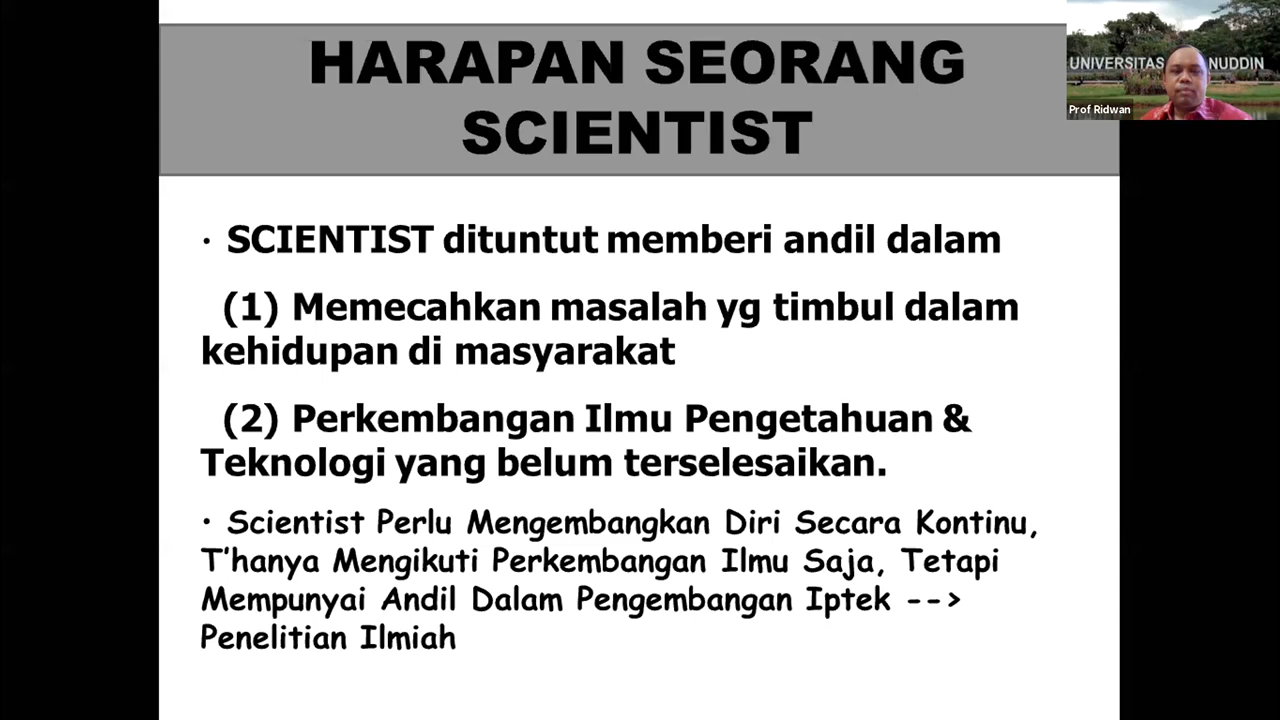 HARAPAN SEORANG
SCIENTIST
UNIVERSITAS NUDDIN
Prof Ridwan
· SCIENTIST dituntut memberi andil dalam
(1) Memecahkan masalah yg timbul dalam
kehidupan di masyarakat
(2) Perkembangan Ilmu Pengetahuan &
Teknologi yang belum terselesaikan.
· Scientist Perlu Mengembangkan Diri Secara Kontinu,
T'hanya Mengikuti Perkembangan Ilmu Saja, Tetapi
Mempunyai Andil Dalam Pengembangan Iptek -->
Penelitian Ilmiah